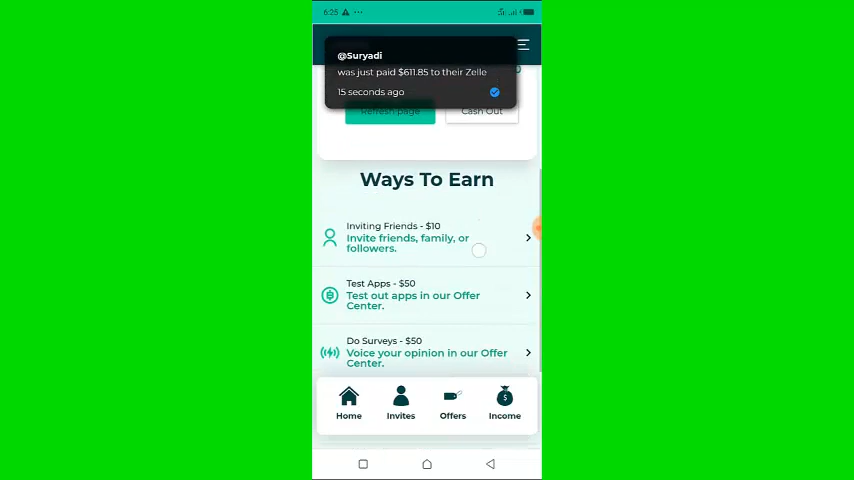 6:25
@Suryadi
was just paid $611.85 to their Zelle
15 seconds ago
Refresh page
Cash Out
Ways To Earn
Inviting Friends - $10
Invite friends, family, or
followers.
Test Apps - $50
Test out apps in our Offer
Center.
Do Surveys - $50
Voice your opinion in our Offer
Center.
Home
Invites
Offers
Income